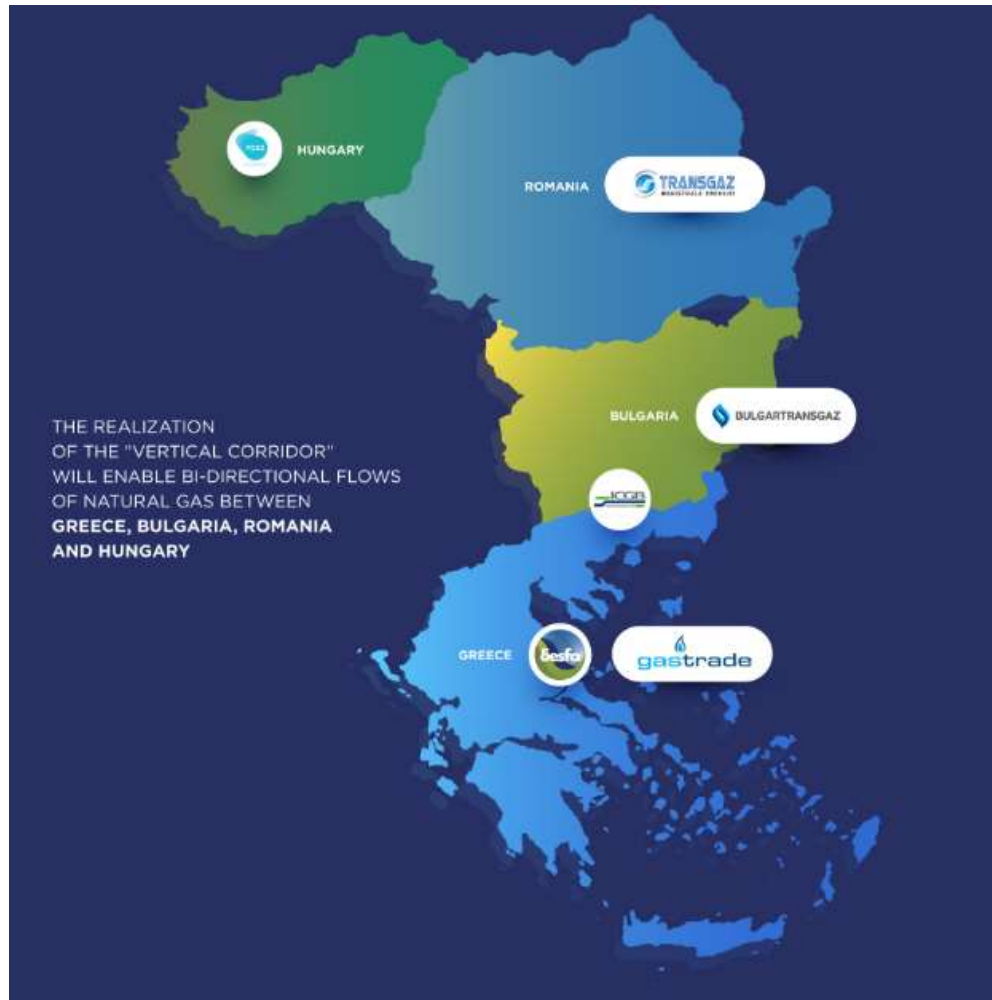 HUNGARY
ROMANIA
TRANSGAZ
BULGARIA
BULGARTRANSGAZ
THE REALIZATION
OF THE "VERTICAL CORRIDOR"
WILL ENABLE BI-DIRECTIONAL FLOWS
OF NATURAL GAS BETWEEN
GREECE, BULGARIA, ROMANIA
AND HUNGARY
ICGB
GREECE
δesfa
gastrade